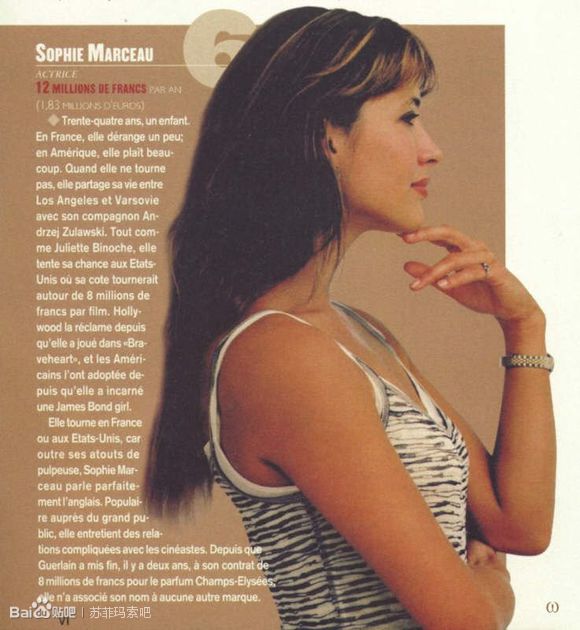 6
SOPHIE MARCEAU
ACTRICE
12 MILLIONS DE FRANCS PAR AN
(1,83 MILLIONS D'EUROS)
◆ Trente-quatre ans, un enfant.
En France, elle dérange un peu;
en Amérique, elle plaît beau-
coup. Quand elle ne tourne
pas, elle partage sa vie entre
Los Angeles et Varsovie
avec son compagnon An-
drzej Zulawski. Tout com-
me Juliette Binoche, elle
tente sa chance aux Etats-
Unis où sa cote tournerait
autour de 8 millions de
francs par film. Holly-
wood la réclame depuis
qu'elle a joué dans «Bra-
veheart», et les Améri-
cains l'ont adoptée de-
puis qu'elle a incarné
une James Bond girl.
Elle tourne en France
ou aux Etats-Unis, car
outre ses atouts de
pulpeuse, Sophie Mar-
ceau parle parfaite-
ment l'anglais. Populai-
re auprès du grand pu-
blic, elle entretient des rela-
tions compliquées avec les cinéastes. Depuis que
Guerlain a mis fin, il y a deux ans, à son contrat de
8 millions de francs pour le parfum Champs-Elysées,
elle n'a associé son nom à aucune autre marque.
Bai 贴吧 | 苏菲玛索吧
VI
ω